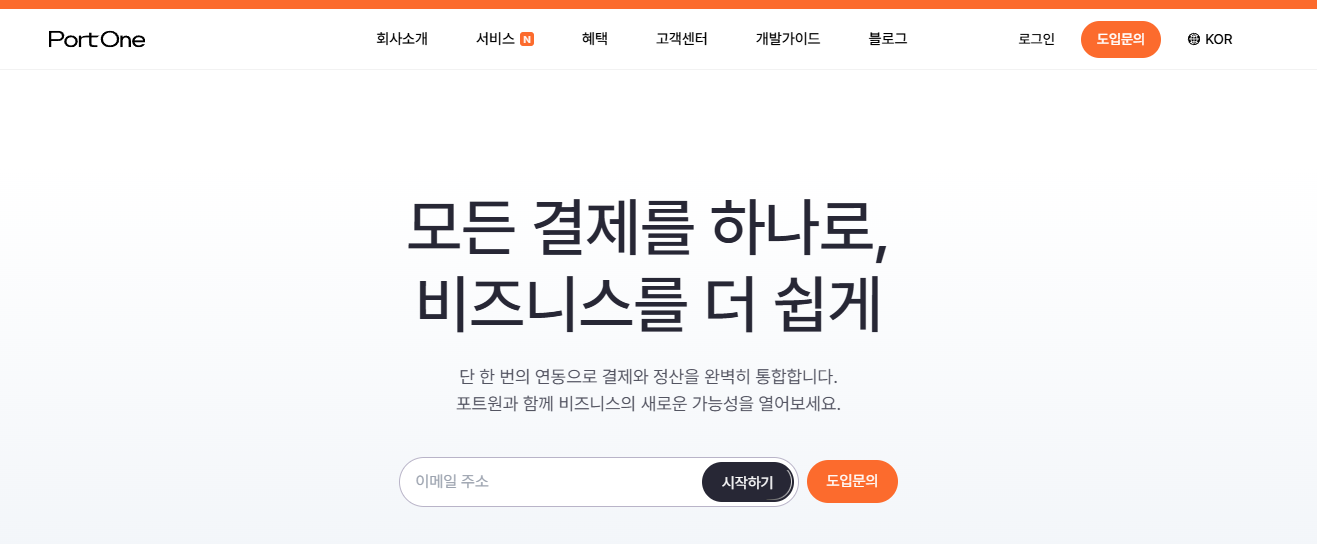 PortOne 회사소개 서비스 N 혜택 고객센터 개발가이드 블로그 로그인 도입문의 KOR
모든 결제를 하나로,
비즈니스를 더 쉽게
단 한 번의 연동으로 결제와 정산을 완벽히 통합합니다.
포트원과 함께 비즈니스의 새로운 가능성을 열어보세요.
이메일 주소 시작하기 도입문의